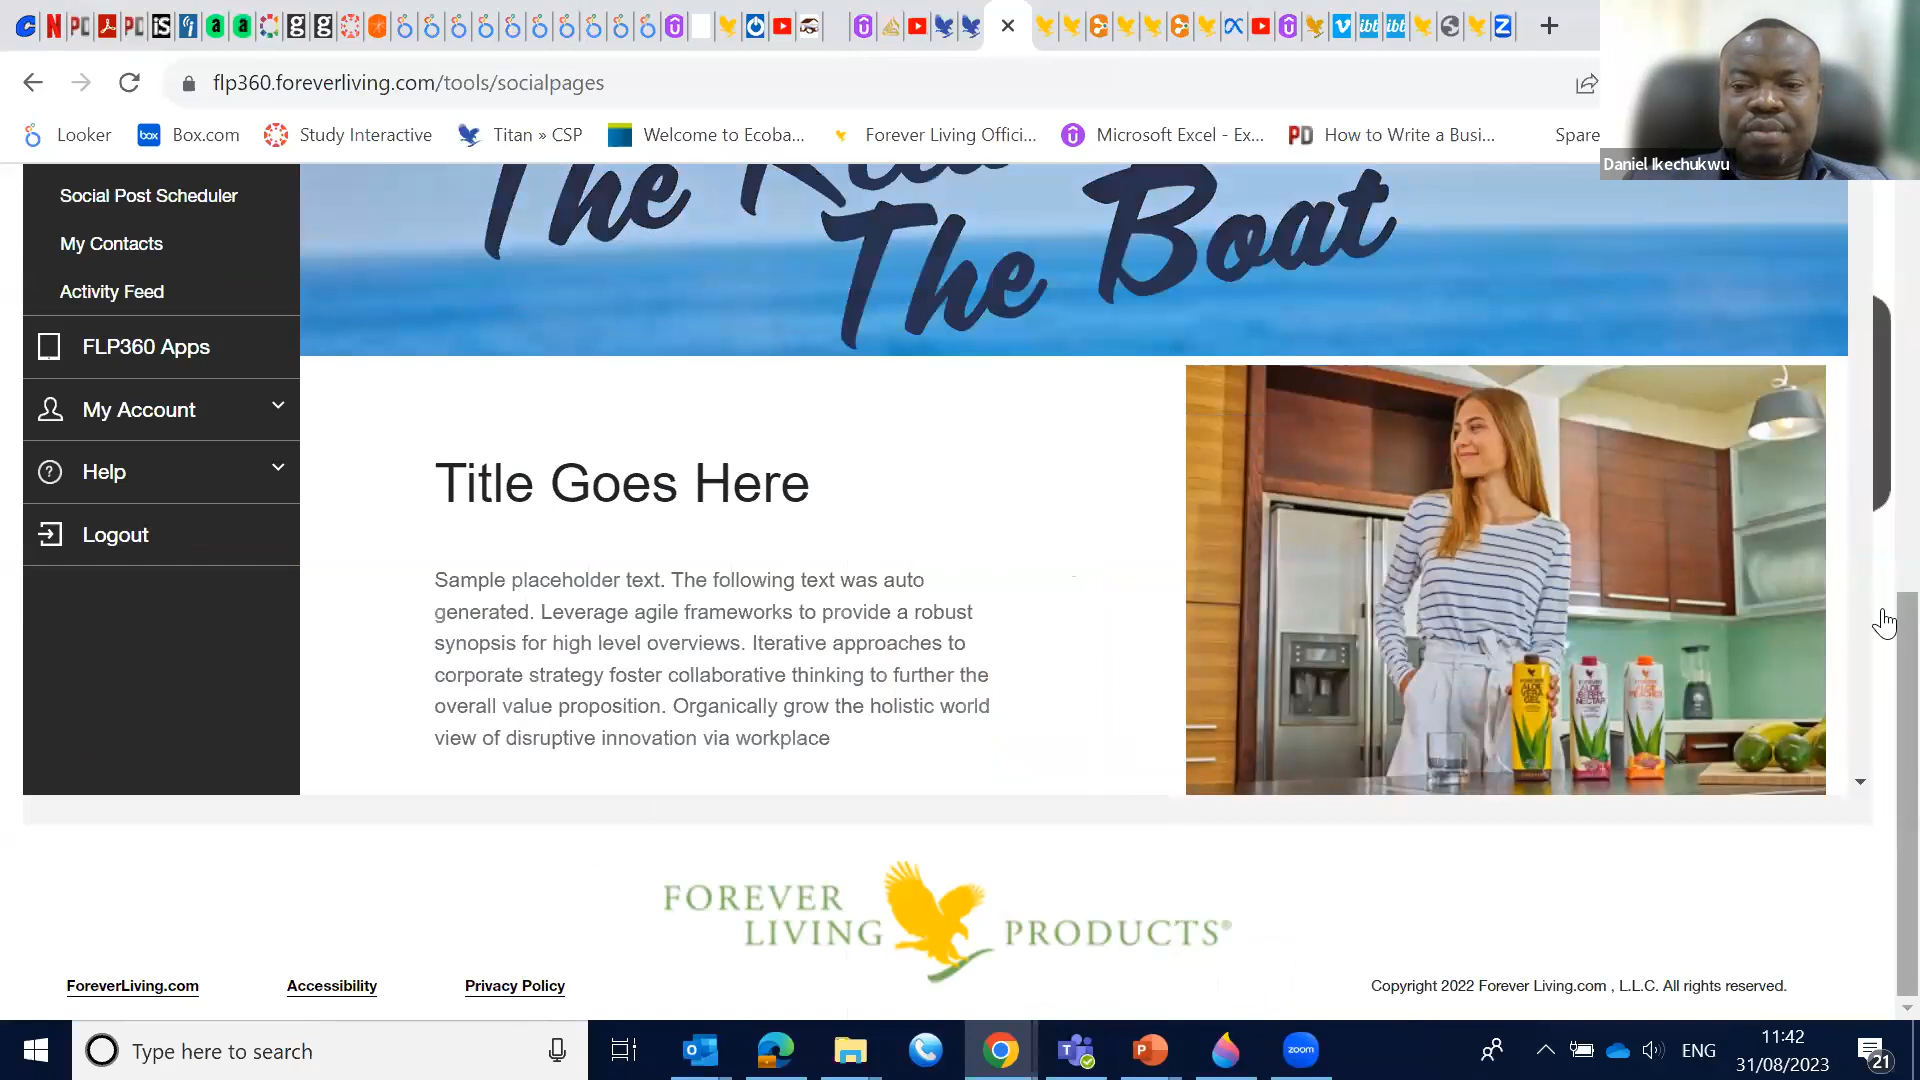 flp360.foreverliving.com/tools/socialpages
Looker
Box.com
Study Interactive
Titan » CSP
Welcome to Ecoba...
Forever Living Offici...
Microsoft Excel - Ex...
How to Write a Busi...
Spare
Daniel Ikechukwu
The
The Boat
Social Post Scheduler
My Contacts
Activity Feed
FLP360 Apps
My Account
Help
Logout
Title Goes Here
Sample placeholder text. The following text was auto
generated. Leverage agile frameworks to provide a robust
synopsis for high level overviews. Iterative approaches to
corporate strategy foster collaborative thinking to further the
overall value proposition. Organically grow the holistic world
view of disruptive innovation via workplace
FOREVER
LIVING PRODUCTS®
ForeverLiving.com
Accessibility
Privacy Policy
Copyright 2022 Forever Living.com , L.L.C. All rights reserved.
Type here to search
zoom
ENG
11:42
31/08/2023
21